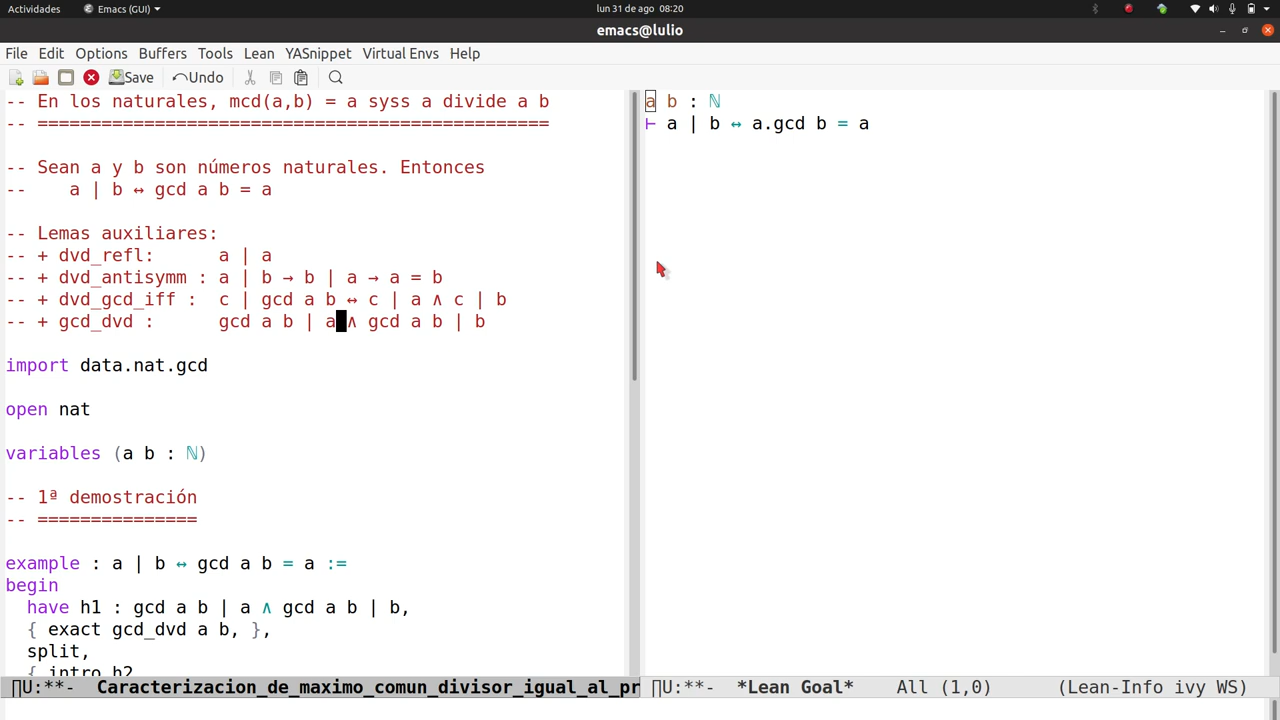 Actividades Emacs (GUI) lun 31 de ago 08:20
emacs@lulio
File Edit Options Buffers Tools Lean YASnippet Virtual Envs Help
Save Undo
-- En los naturales, mcd(a,b) = a syss a divide a b
-- ================================================
-- Sean a y b son números naturales. Entonces
--    a | b ↔ gcd a b = a
-- Lemas auxiliares:
-- + dvd_refl:      a | a
-- + dvd_antisymm : a | b → b | a → a = b
-- + dvd_gcd_iff :  c | gcd a b ↔ c | a ∧ c | b
-- + gcd_dvd :      gcd a b | a ∧ gcd a b | b
import data.nat.gcd
open nat
variables (a b : ℕ)
-- 1ª demostración
-- ===============
example : a | b ↔ gcd a b = a :=
begin
  have h1 : gcd a b | a ∧ gcd a b | b,
  { exact gcd_dvd a b, },
  split,
  { intro h2
∏U:**-  Caracterizacion_de_maximo_comun_divisor_igual_al_pr
a b : ℕ
⊢ a | b ↔ a.gcd b = a
∏U:**-  *Lean Goal*    All (1,0)      (Lean-Info ivy WS)